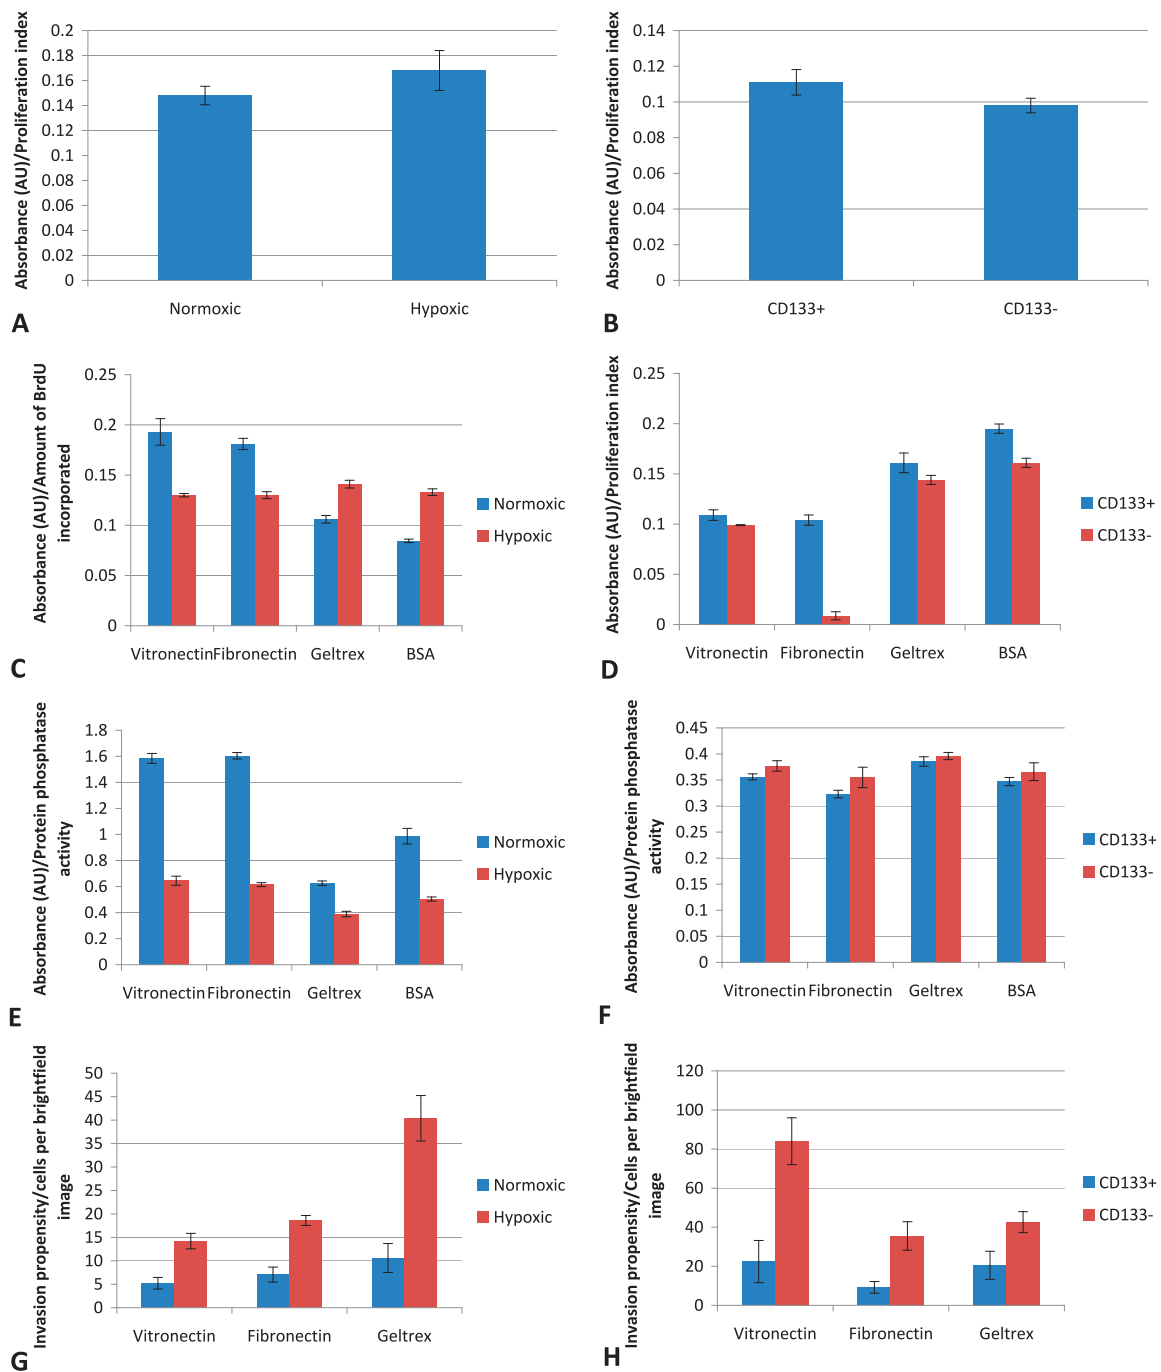 Absorbance (AU)/Proliferation index
0.2
0.18
0.16
0.14
0.12
0.1
0.08
0.06
0.04
0.02
0
Normoxic Hypoxic
A
Absorbance (AU)/Proliferation index
0.14
0.12
0.1
0.08
0.06
0.04
0.02
0
CD133+ CD133-
B
Absorbance (AU)/Amount of BrdU
incorporated
0.25
0.2
0.15
0.1
0.05
0
Vitronectin Fibronectin Geltrex BSA
Normoxic
Hypoxic
C
Absorbance (AU)/Proliferation index
0.25
0.2
0.15
0.1
0.05
0
Vitronectin Fibronectin Geltrex BSA
CD133+
CD133-
D
Absorbance (AU)/Protein phosphatase
activity
1.8
1.6
1.4
1.2
1
0.8
0.6
0.4
0.2
0
Vitronectin Fibronectin Geltrex BSA
Normoxic
Hypoxic
E
Absorbance (AU)/Protein phosphatase
activity
0.45
0.4
0.35
0.3
0.25
0.2
0.15
0.1
0.05
0
Vitronectin Fibronectin Geltrex BSA
CD133+
CD133-
F
Invasion propensity/cells per brightfield
image
50
45
40
35
30
25
20
15
10
5
0
Vitronectin Fibronectin Geltrex
Normoxic
Hypoxic
G
Invasion propensity/Cells per brightfield
image
120
100
80
60
40
20
0
Vitronectin Fibronectin Geltrex
CD133+
CD133-
H